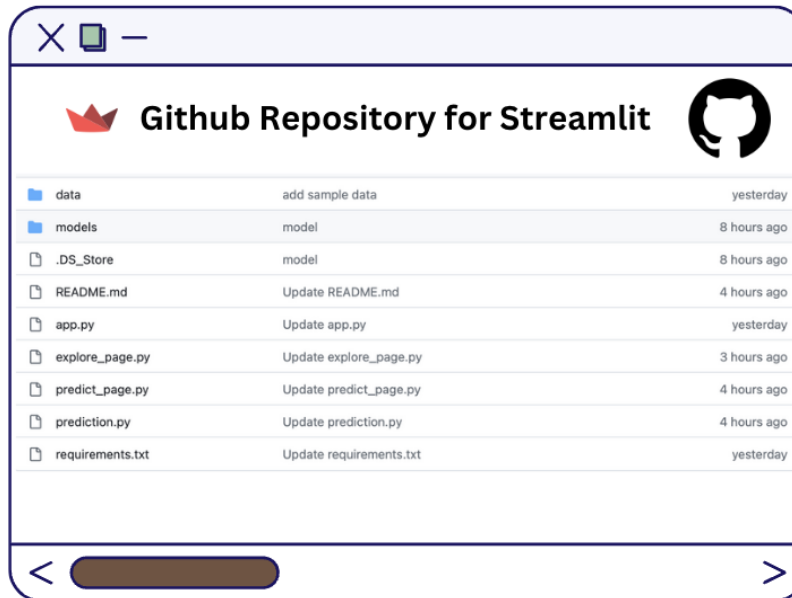 Github Repository for Streamlit
data add sample data yesterday
models model 8 hours ago
.DS_Store model 8 hours ago
README.md Update README.md 4 hours ago
app.py Update app.py yesterday
explore_page.py Update explore_page.py 3 hours ago
predict_page.py Update predict_page.py 4 hours ago
prediction.py Update prediction.py 4 hours ago
requirements.txt Update requirements.txt yesterday